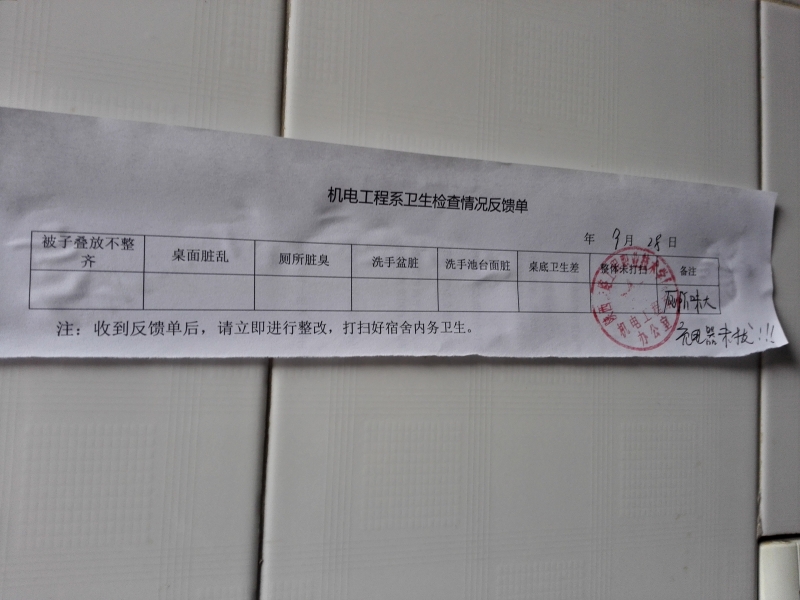 机电工程系卫生检查情况反馈单
年 9月 28日
被子叠放不整齐 桌面脏乱 厕所脏臭 洗手盆脏 洗手池台面脏 桌底卫生差 整体未打扫 备注
厕所味大
注：收到反馈单后，请立即进行整改，打扫好宿舍内务卫生。
充电器未拔!!!
机电工程
办公室